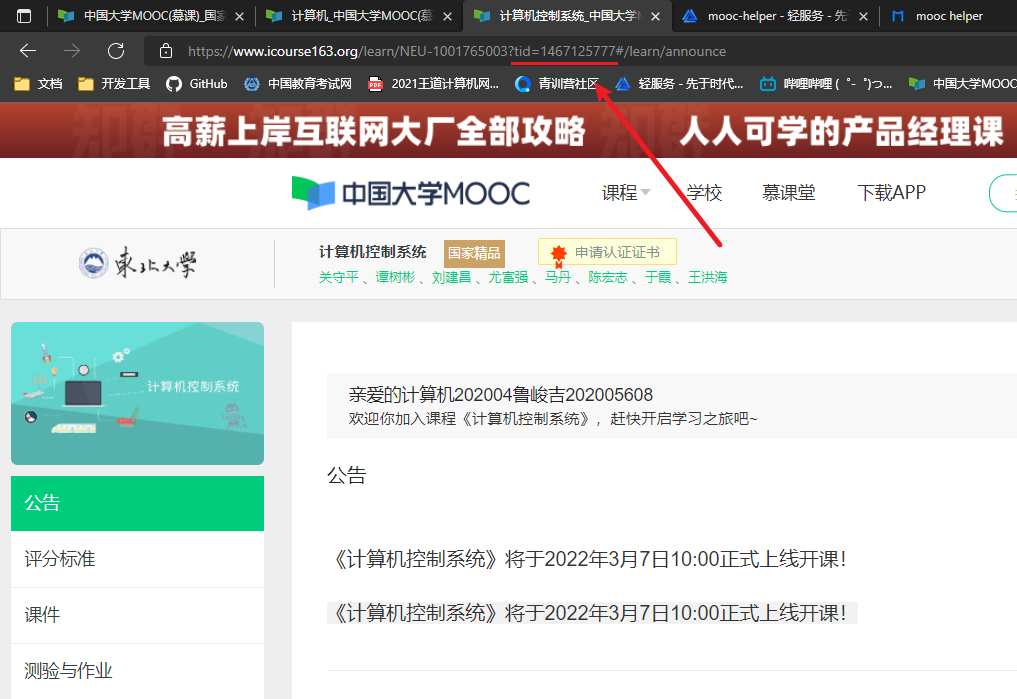 中国大学MOOC(慕课)_国家
计算机_中国大学MOOC(慕
计算机控制系统_中国大学M
mooc-helper - 轻服务 - 先
mooc helper
https://www.icourse163.org/learn/NEU-1001765003?tid=1467125777#/learn/announce
文档
开发工具
GitHub
中国教育考试网
2021王道计算机网...
青训营社区
轻服务 - 先于时代...
哔哩哔哩 ( ゜- ゜)つ...
中国大学MOOC
高薪上岸互联网大厂全部攻略
人人可学的产品经理课
中国大学MOOC
课程
学校
慕课堂
下载APP
东北大学
计算机控制系统
国家精品
申请认证证书
关守平、谭树彬、刘建昌、尤富强、马丹、陈宏志、于霞、王洪海
计算机控制系统
亲爱的计算机202004鲁峻吉202005608
欢迎你加入课程《计算机控制系统》，赶快开启学习之旅吧~
公告
公告
《计算机控制系统》将于2022年3月7日10:00正式上线开课！
评分标准
《计算机控制系统》将于2022年3月7日10:00正式上线开课！
课件
测验与作业